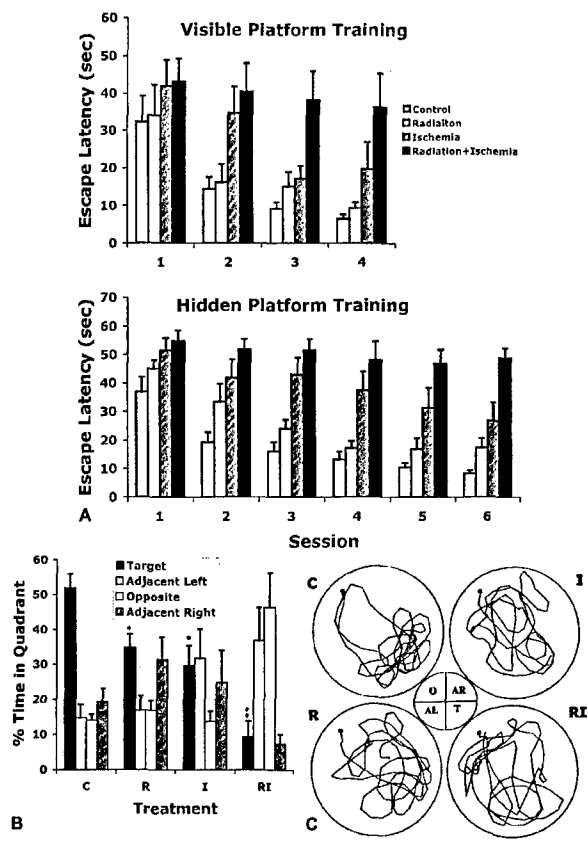 Visible Platform Training
Escape Latency (sec)
60
50
40
30
20
10
0
Control
Radialton
Ischemia
Radiation+Ischemia
1 2 3 4
Hidden Platform Training
Escape Latency (sec)
70
60
50
40
30
20
10
0
1 2 3 4 5 6
A
Session
% Time in Quadrant
60
50
40
30
20
10
0
Target
Adjacent Left
Opposite
Adjacent Right
*
*
C R I RI
Treatment
B
C
I
O AR
AL T
R
RI
C